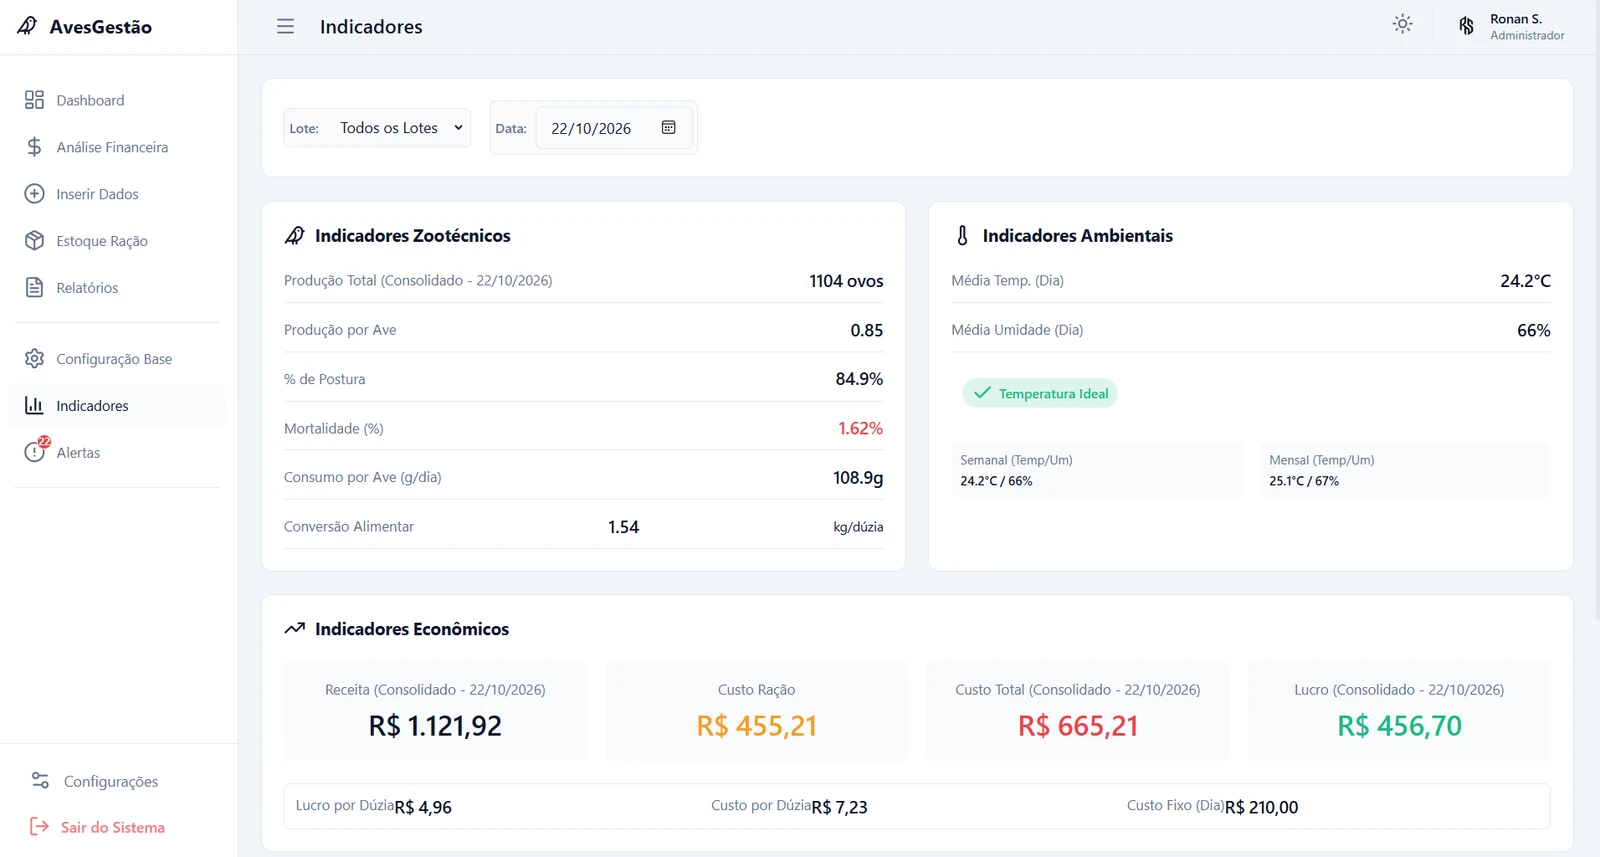 AvesGestão
Indicadores
Ronan S.
Administrador
Dashboard
Análise Financeira
Inserir Dados
Estoque Ração
Relatórios
Configuração Base
Indicadores
22
Alertas
Configurações
Sair do Sistema
Lote: Todos os Lotes
Data: 22/10/2026
Indicadores Zootécnicos
Produção Total (Consolidado - 22/10/2026) 1104 ovos
Produção por Ave 0.85
% de Postura 84.9%
Mortalidade (%) 1.62%
Consumo por Ave (g/dia) 108.9g
Conversão Alimentar 1.54 kg/dúzia
Indicadores Ambientais
Média Temp. (Dia) 24.2°C
Média Umidade (Dia) 66%
Temperatura Ideal
Semanal (Temp/Um)
24.2°C / 66%
Mensal (Temp/Um)
25.1°C / 67%
Indicadores Econômicos
Receita (Consolidado - 22/10/2026)
R$ 1.121,92
Custo Ração
R$ 455,21
Custo Total (Consolidado - 22/10/2026)
R$ 665,21
Lucro (Consolidado - 22/10/2026)
R$ 456,70
Lucro por Dúzia R$ 4,96
Custo por Dúzia R$ 7,23
Custo Fixo (Dia) R$ 210,00